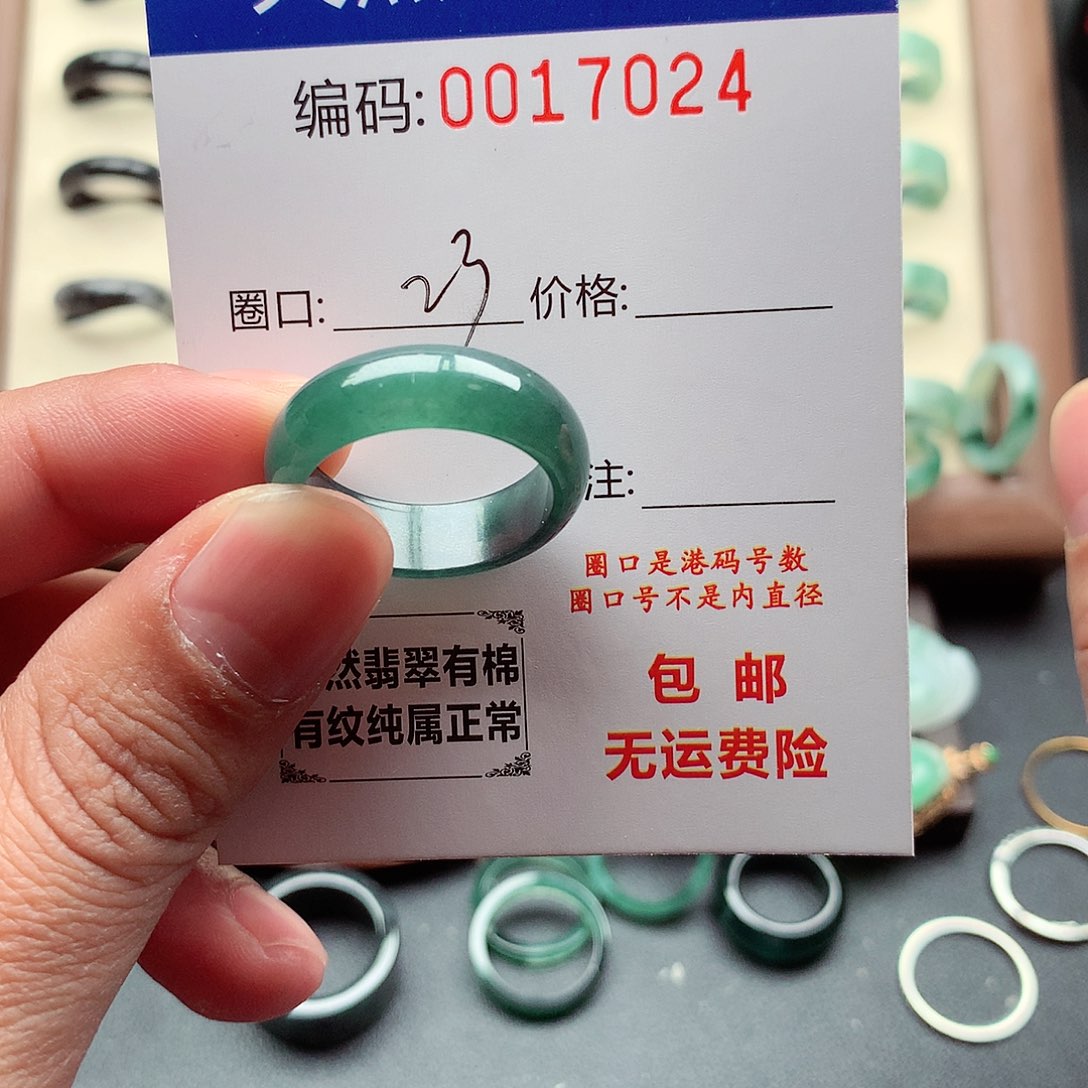 编码:0017024
圈口: 23 价格:
注:
圈口是港码号数
圈口号不是内直径
然翡翠有棉
有纹纯属正常
包 邮
无运费险